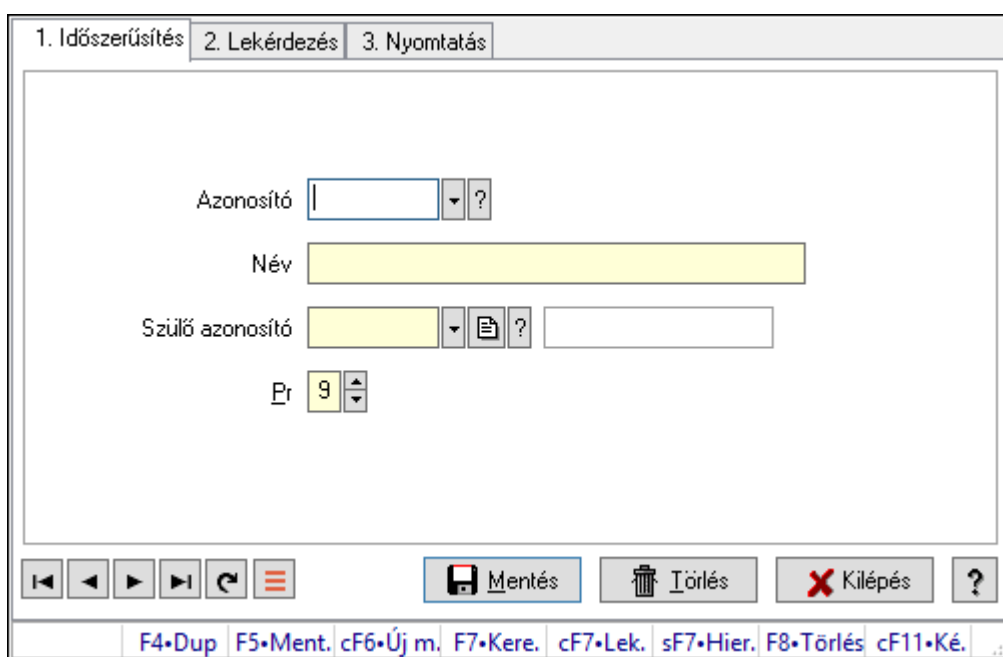 1. Időszerűsítés 2. Lekérdezés 3. Nyomtatás
Azonosító ?
Név
Szülő azonosító ?
Pr 9
Mentés Törlés Kilépés ?
F4•Dup F5•Ment. cF6•Új m. F7•Kere. cF7•Lek. sF7•Hier. F8•Törlés cF11•Ké.